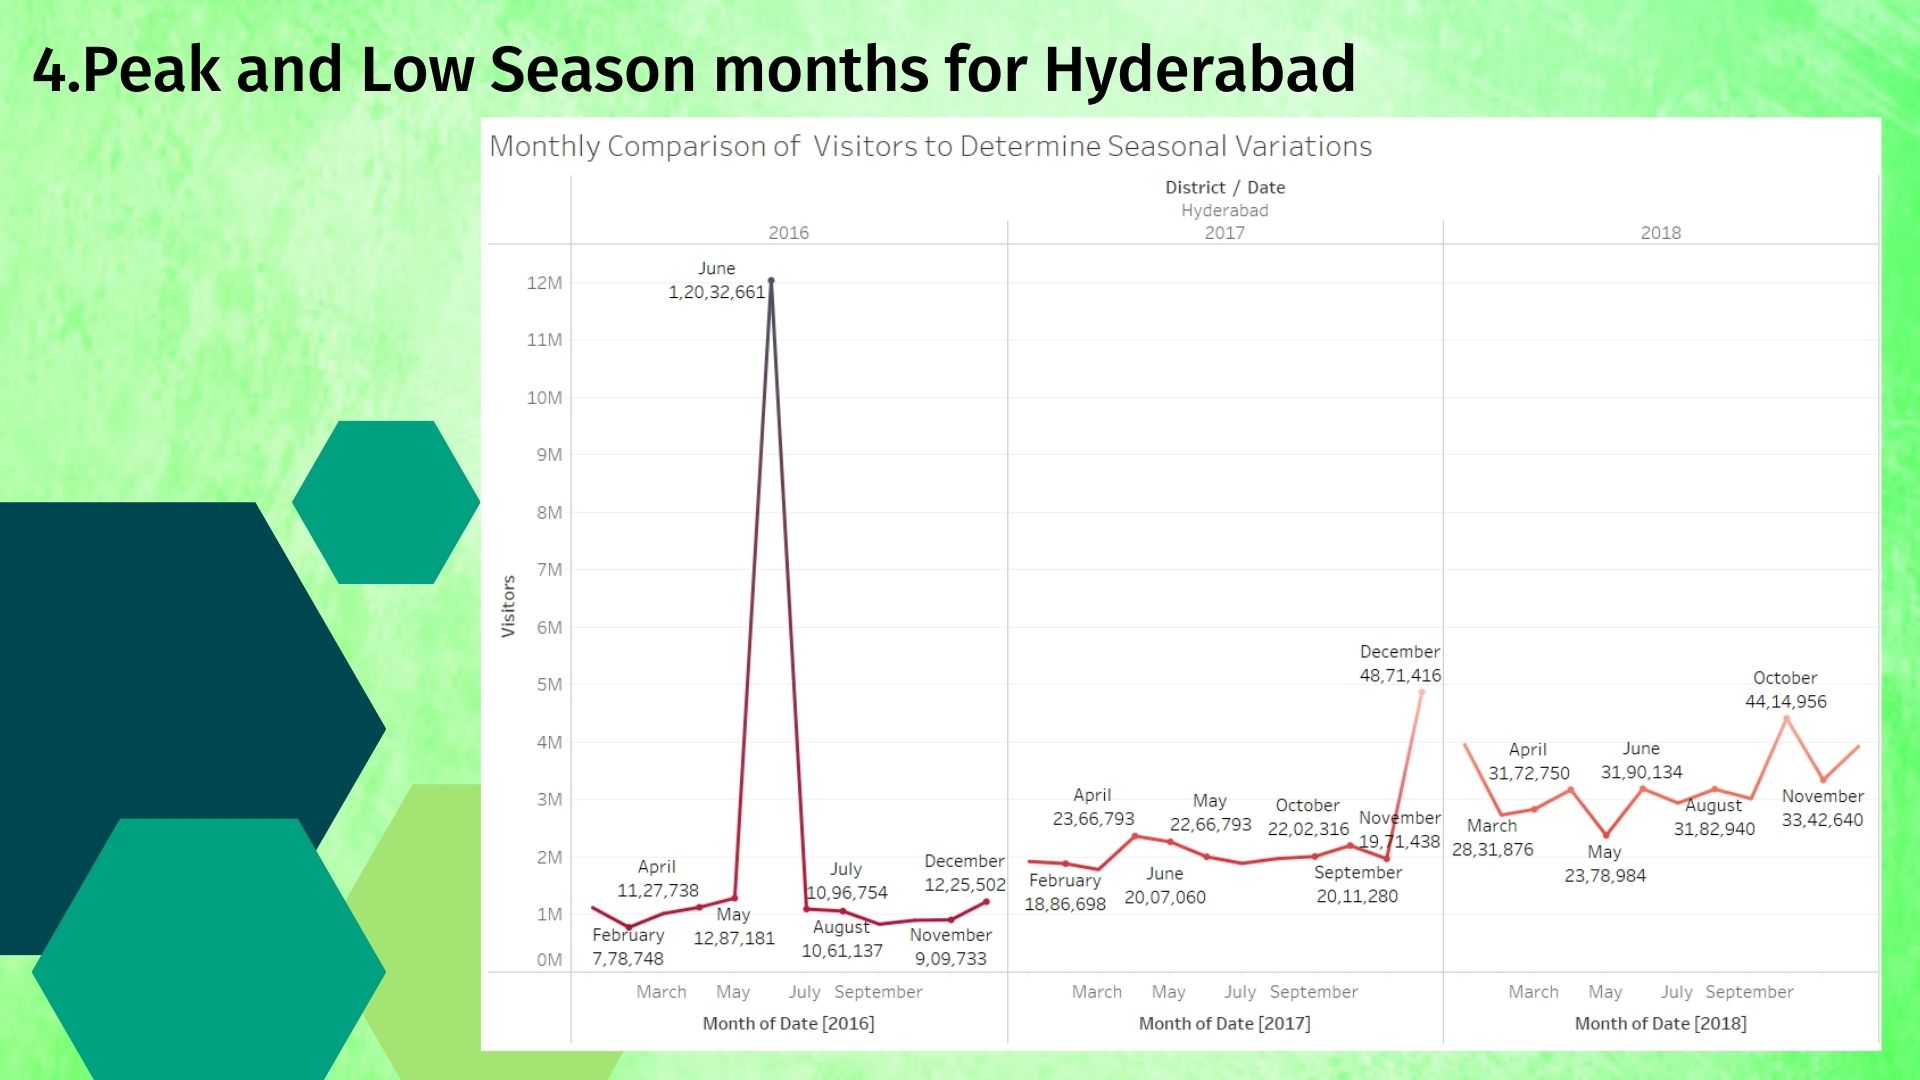 4.Peak and Low Season months for Hyderabad
Monthly Comparison of Visitors to Determine Seasonal Variations
District / Date
Hyderabad
2016
2017
2018
Visitors
12M
11M
10M
9M
8M
7M
6M
5M
4M
3M
2M
1M
0M
June
1,20,32,661
April
11,27,738
February
7,78,748
May
12,87,181
July
10,96,754
August
10,61,137
December
12,25,502
November
9,09,733
April
23,66,793
February
18,86,698
May
22,66,793
June
20,07,060
October
22,02,316
September
20,11,280
November
19,71,438
December
48,71,416
April
31,72,750
March
28,31,876
May
23,78,984
June
31,90,134
August
31,82,940
October
44,14,956
November
33,42,640
March May July September
March May July September
March May July September
Month of Date [2016]
Month of Date [2017]
Month of Date [2018]